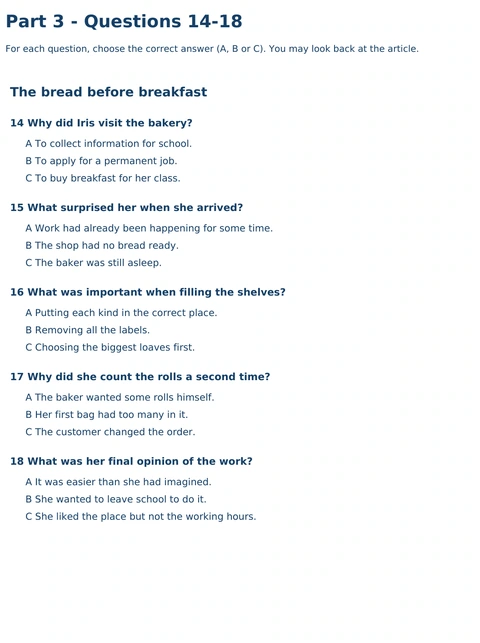 Part 3 - Questions 14-18
For each question, choose the correct answer (A, B or C). You may look back at the article.
The bread before breakfast
14 Why did Iris visit the bakery?
A To collect information for school.
B To apply for a permanent job.
C To buy breakfast for her class.
15 What surprised her when she arrived?
A Work had already been happening for some time.
B The shop had no bread ready.
C The baker was still asleep.
16 What was important when filling the shelves?
A Putting each kind in the correct place.
B Removing all the labels.
C Choosing the biggest loaves first.
17 Why did she count the rolls a second time?
A The baker wanted some rolls himself.
B Her first bag had too many in it.
C The customer changed the order.
18 What was her final opinion of the work?
A It was easier than she had imagined.
B She wanted to leave school to do it.
C She liked the place but not the working hours.